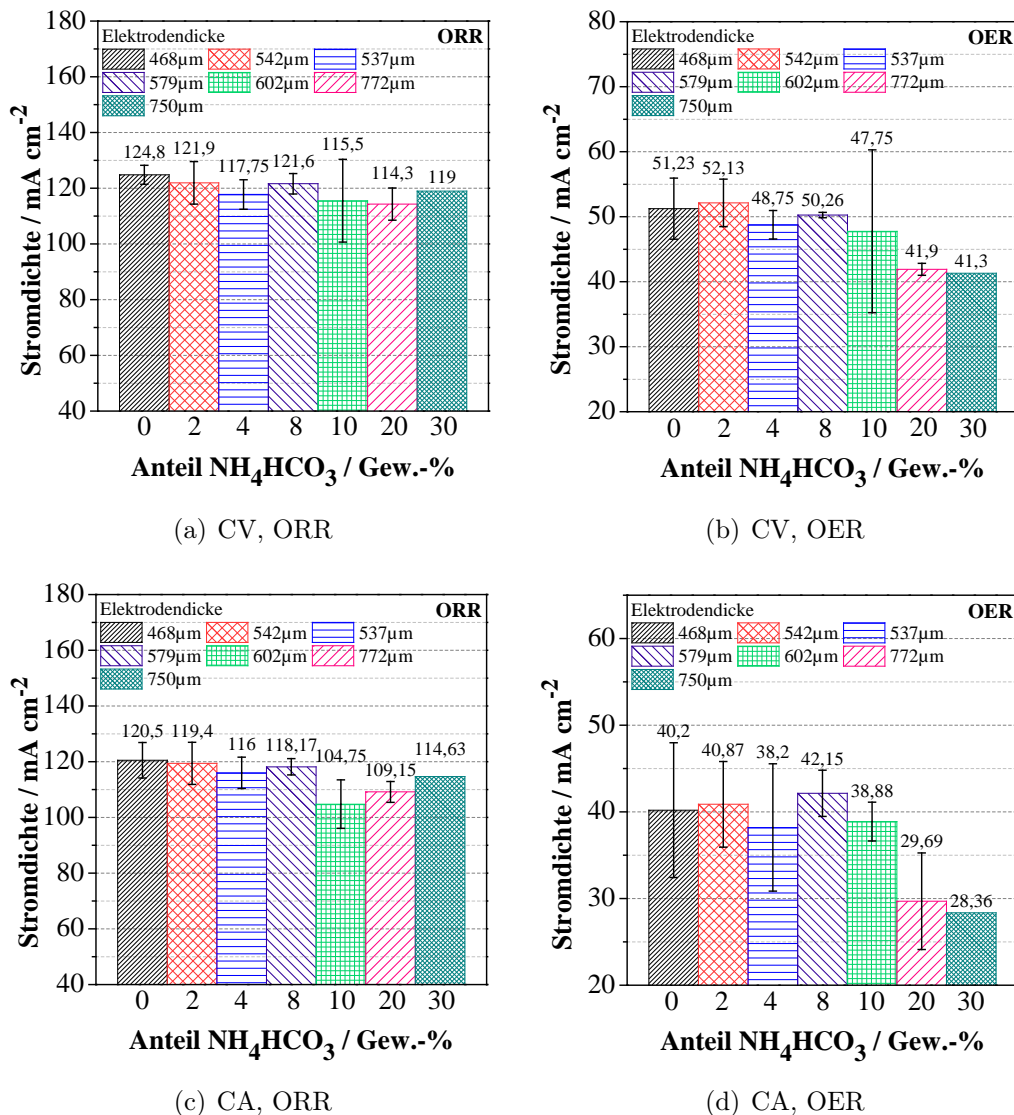 180
160
140
120
100
80
60
40
Stromdichte / mA cm-2
Elektrodendicke
ORR
468µm 542µm 537µm
579µm 602µm 772µm
750µm
124,8
121,9
117,75
121,6
115,5
114,3
119
0 2 4 8 10 20 30
Anteil NH4HCO3 / Gew.-%
(a) CV, ORR
80
70
60
50
40
30
20
Stromdichte / mA cm-2
Elektrodendicke
OER
468µm 542µm 537µm
579µm 602µm 772µm
750µm
51,23
52,13
48,75
50,26
47,75
41,9
41,3
0 2 4 8 10 20 30
Anteil NH4HCO3 / Gew.-%
(b) CV, OER
180
160
140
120
100
80
60
40
Stromdichte / mA cm-2
Elektrodendicke
ORR
468µm 542µm 537µm
579µm 602µm 772µm
750µm
120,5
119,4
116
118,17
104,75
109,15
114,63
0 2 4 8 10 20 30
Anteil NH4HCO3 / Gew.-%
(c) CA, ORR
60
50
40
30
20
Stromdichte / mA cm-2
Elektrodendicke
OER
468µm 542µm 537µm
579µm 602µm 772µm
750µm
40,2
40,87
38,2
42,15
38,88
29,69
28,36
0 2 4 8 10 20 30
Anteil NH4HCO3 / Gew.-%
(d) CA, OER